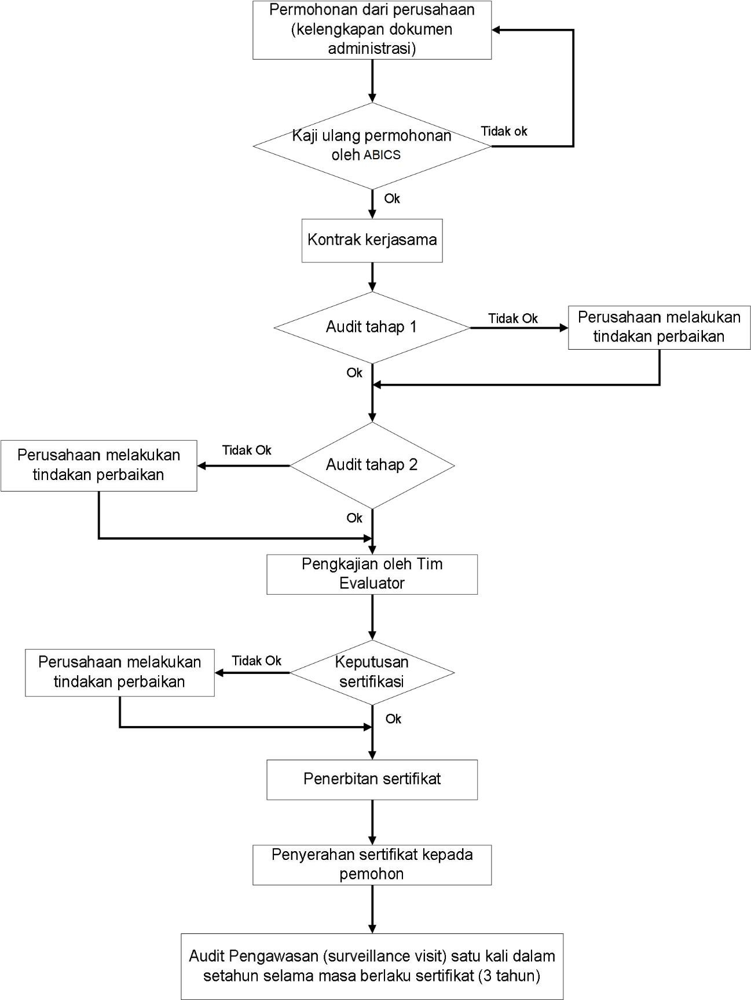 Permohonan dari perusahaan
(kelengkapan dokumen
administrasi)
Kaji ulang permohonan
oleh ABICS
Tidak ok
Ok
Kontrak kerjasama
Audit tahap 1
Tidak Ok
Perusahaan melakukan
tindakan perbaikan
Ok
Perusahaan melakukan
tindakan perbaikan
Tidak Ok
Audit tahap 2
Ok
Pengkajian oleh Tim
Evaluator
Perusahaan melakukan
tindakan perbaikan
Tidak Ok
Keputusan
sertifikasi
Ok
Penerbitan sertifikat
Penyerahan sertifikat kepada
pemohon
Audit Pengawasan (surveillance visit) satu kali dalam
setahun selama masa berlaku sertifikat (3 tahun)